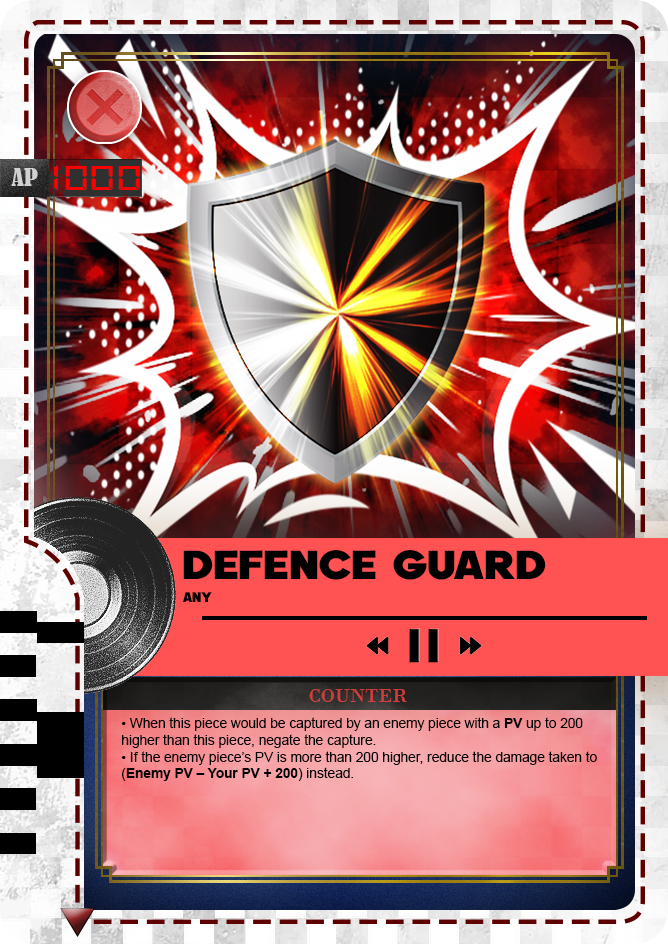 AP 1000
DEFENCE GUARD
ANY
COUNTER
• When this piece would be captured by an enemy piece with a PV up to 200
higher than this piece, negate the capture.
• If the enemy piece's PV is more than 200 higher, reduce the damage taken to
(Enemy PV – Your PV + 200) instead.